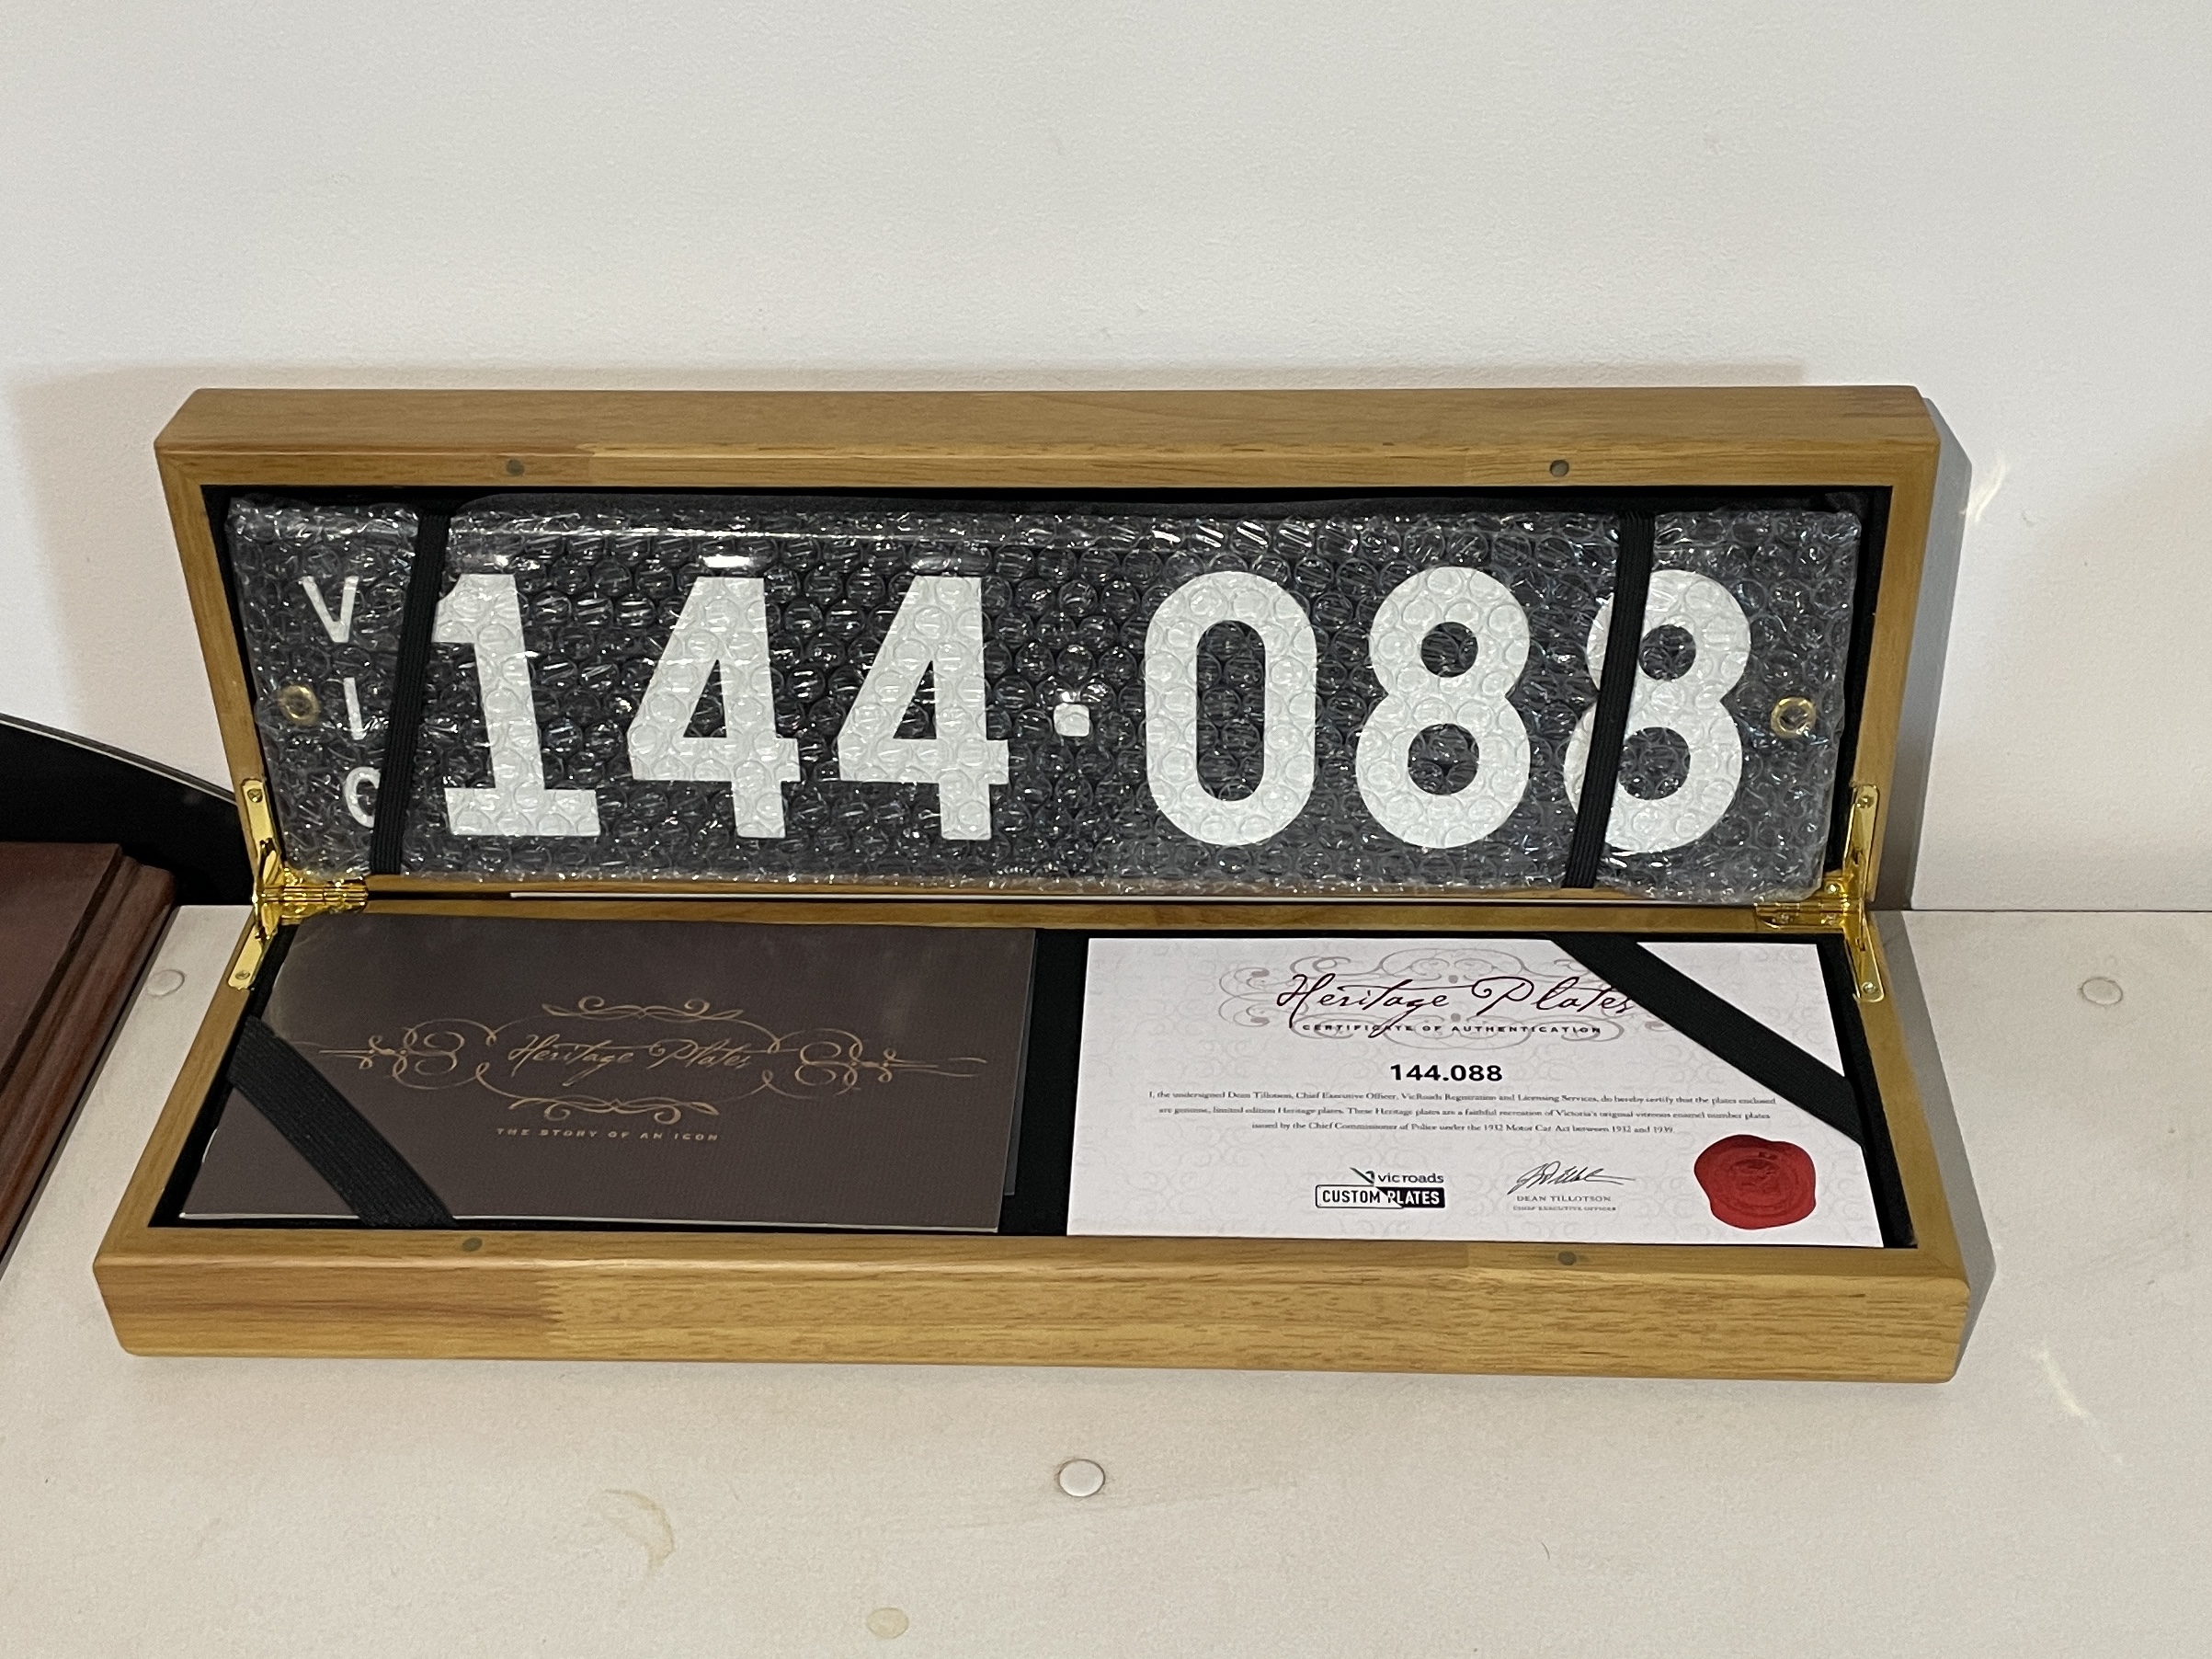 VIC
144·088
Heritage Plates
THE STORY OF AN ICON
Heritage Plates
CERTIFICATE OF AUTHENTICATION
144.088
I, the undersigned Dean Tillotson, Chief Executive Officer, VicRoads Registration and Licensing Services, do hereby certify that the plates enclosed
are genuine, limited edition Heritage plates. These Heritage plates are a faithful recreation of Victoria's original vitreous enamel number plates
issued by the Chief Commissioner of Police under the 1932 Motor Car Act between 1932 and 1939.
vicroads
CUSTOM PLATES
DEAN TILLOTSON
CHIEF EXECUTIVE OFFICER